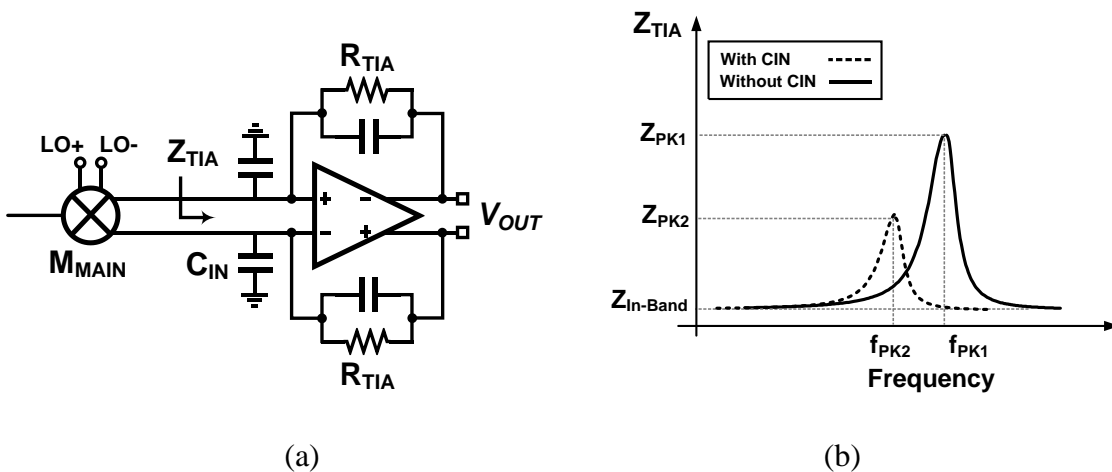 R_TIA
LO+ LO-
Z_TIA
+ −
− +
V_OUT
M_MAIN
C_IN
R_TIA
(a)
Z_TIA
With CIN
Without CIN
Z_PK1
Z_PK2
Z_In-Band
f_PK2 f_PK1
Frequency
(b)